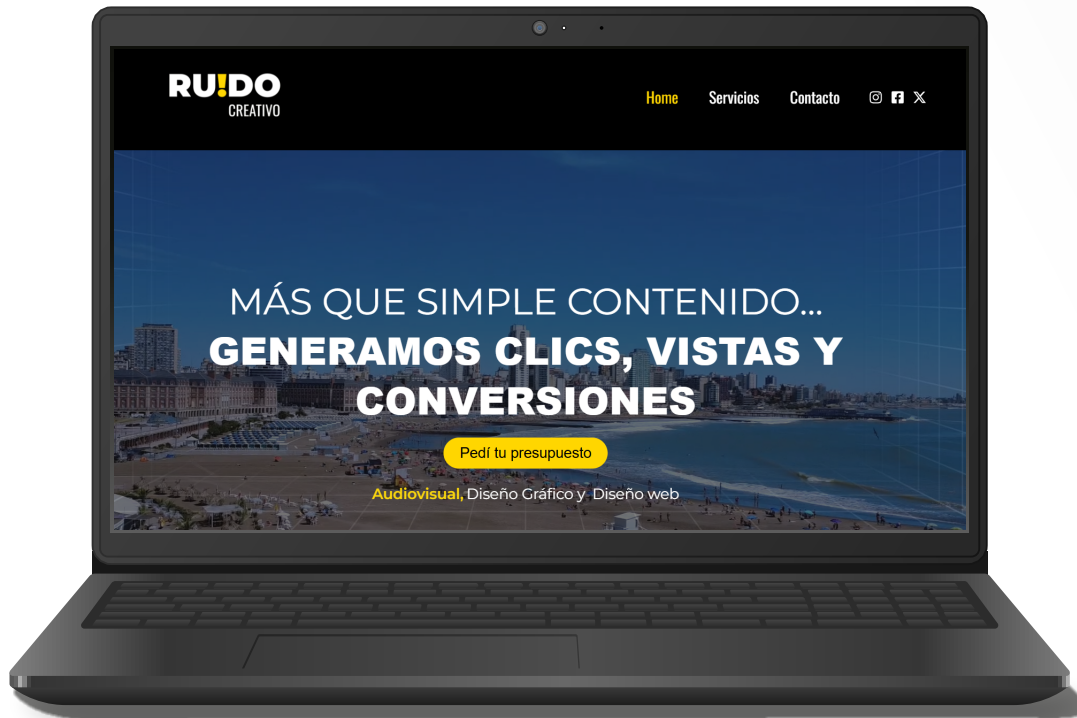 RU!DO
CREATIVO
Home Servicios Contacto
MÁS QUE SIMPLE CONTENIDO...
GENERAMOS CLICS, VISTAS Y
CONVERSIONES
Pedí tu presupuesto
Audiovisual, Diseño Gráfico y Diseño web